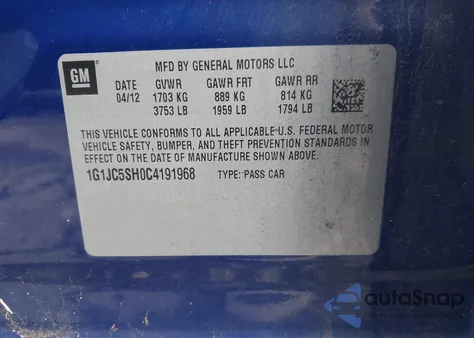 GM
MFD BY GENERAL MOTORS LLC
DATE GVWR GAWR FRT GAWR RR
04/12 1703 KG 889 KG 814 KG
3753 LB 1959 LB 1794 LB
THIS VEHICLE CONFORMS TO ALL APPLICABLE U.S. FEDERAL MOTOR
VEHICLE SAFETY, BUMPER, AND THEFT PREVENTION STANDARDS IN
EFFECT ON THE DATE OF MANUFACTURE SHOWN ABOVE.
1G1JC5SH0C4191968 TYPE: PASS CAR
autoSnap